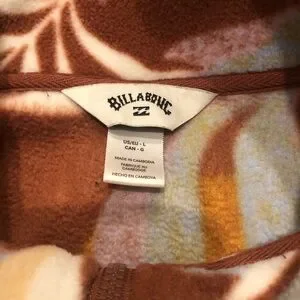 BILLABONG
US/EU - L
CAN - G
MADE IN CAMBODIA
FABRIQUÉ AU
CAMBODGE
HECHO EN CAMBOYA